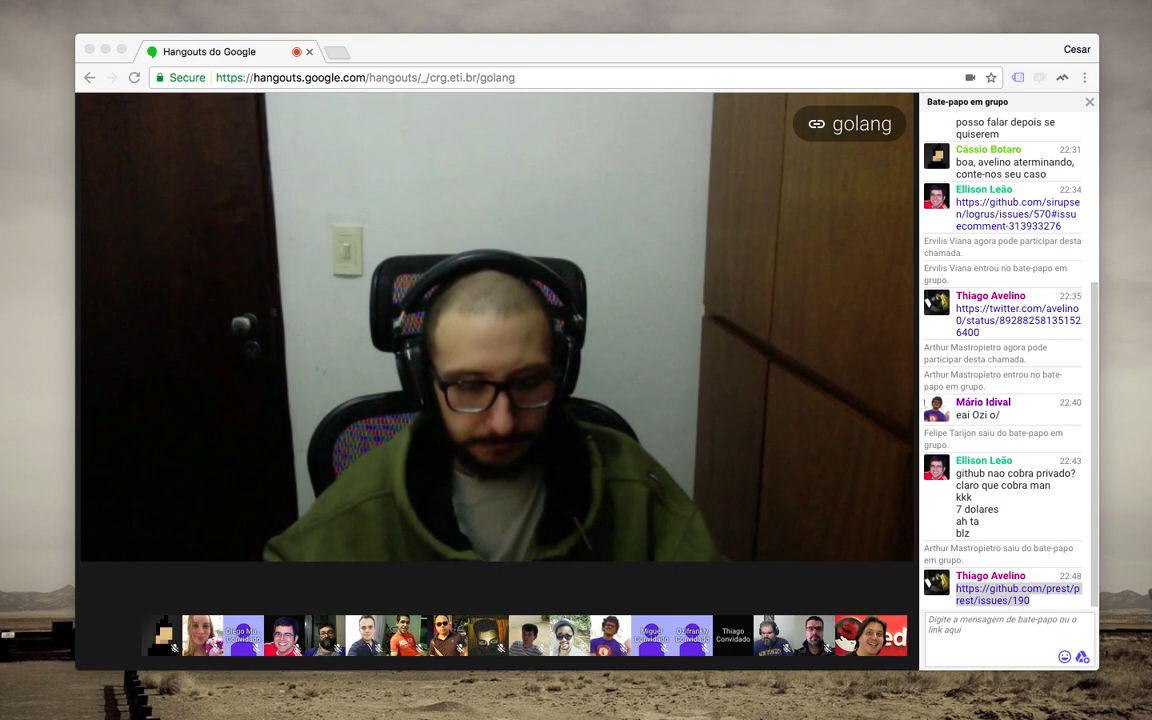 Hangouts do Google
Cesar
Secure
https://hangouts.google.com/hangouts/_/crg.eti.br/golang
golang
Bate-papo em grupo
posso falar depois se
quiserem
Cássio Botaro 22:31
boa, avelino aterminando,
conte-nos seu caso
Ellison Leão 22:34
https://github.com/sirupse
n/logrus/issues/570#issu
ecomment-313933276
Ervilis Viana agora pode participar desta
chamada.
Ervilis Viana entrou no bate-papo em
grupo.
Thiago Avelino 22:35
https://twitter.com/avelino
0/status/89288258135152
6400
Arthur Mastropietro agora pode
participar desta chamada.
Arthur Mastropietro entrou no bate-
papo em grupo.
Mário Idival 22:40
eai Ozi o/
Felipe Tarijon saiu do bate-papo em
grupo.
Ellison Leão 22:43
github nao cobra privado?
claro que cobra man
kkk
7 dolares
ah ta
blz
Arthur Mastropietro saiu do bate-papo
em grupo.
Thiago Avelino 22:48
https://github.com/prest/p
rest/issues/190
Digite a mensagem de bate-papo ou o
link aqui
Diego Ma...
Convidado
Miguel
Convidado
Convidado
Thiago
Convidado
ed